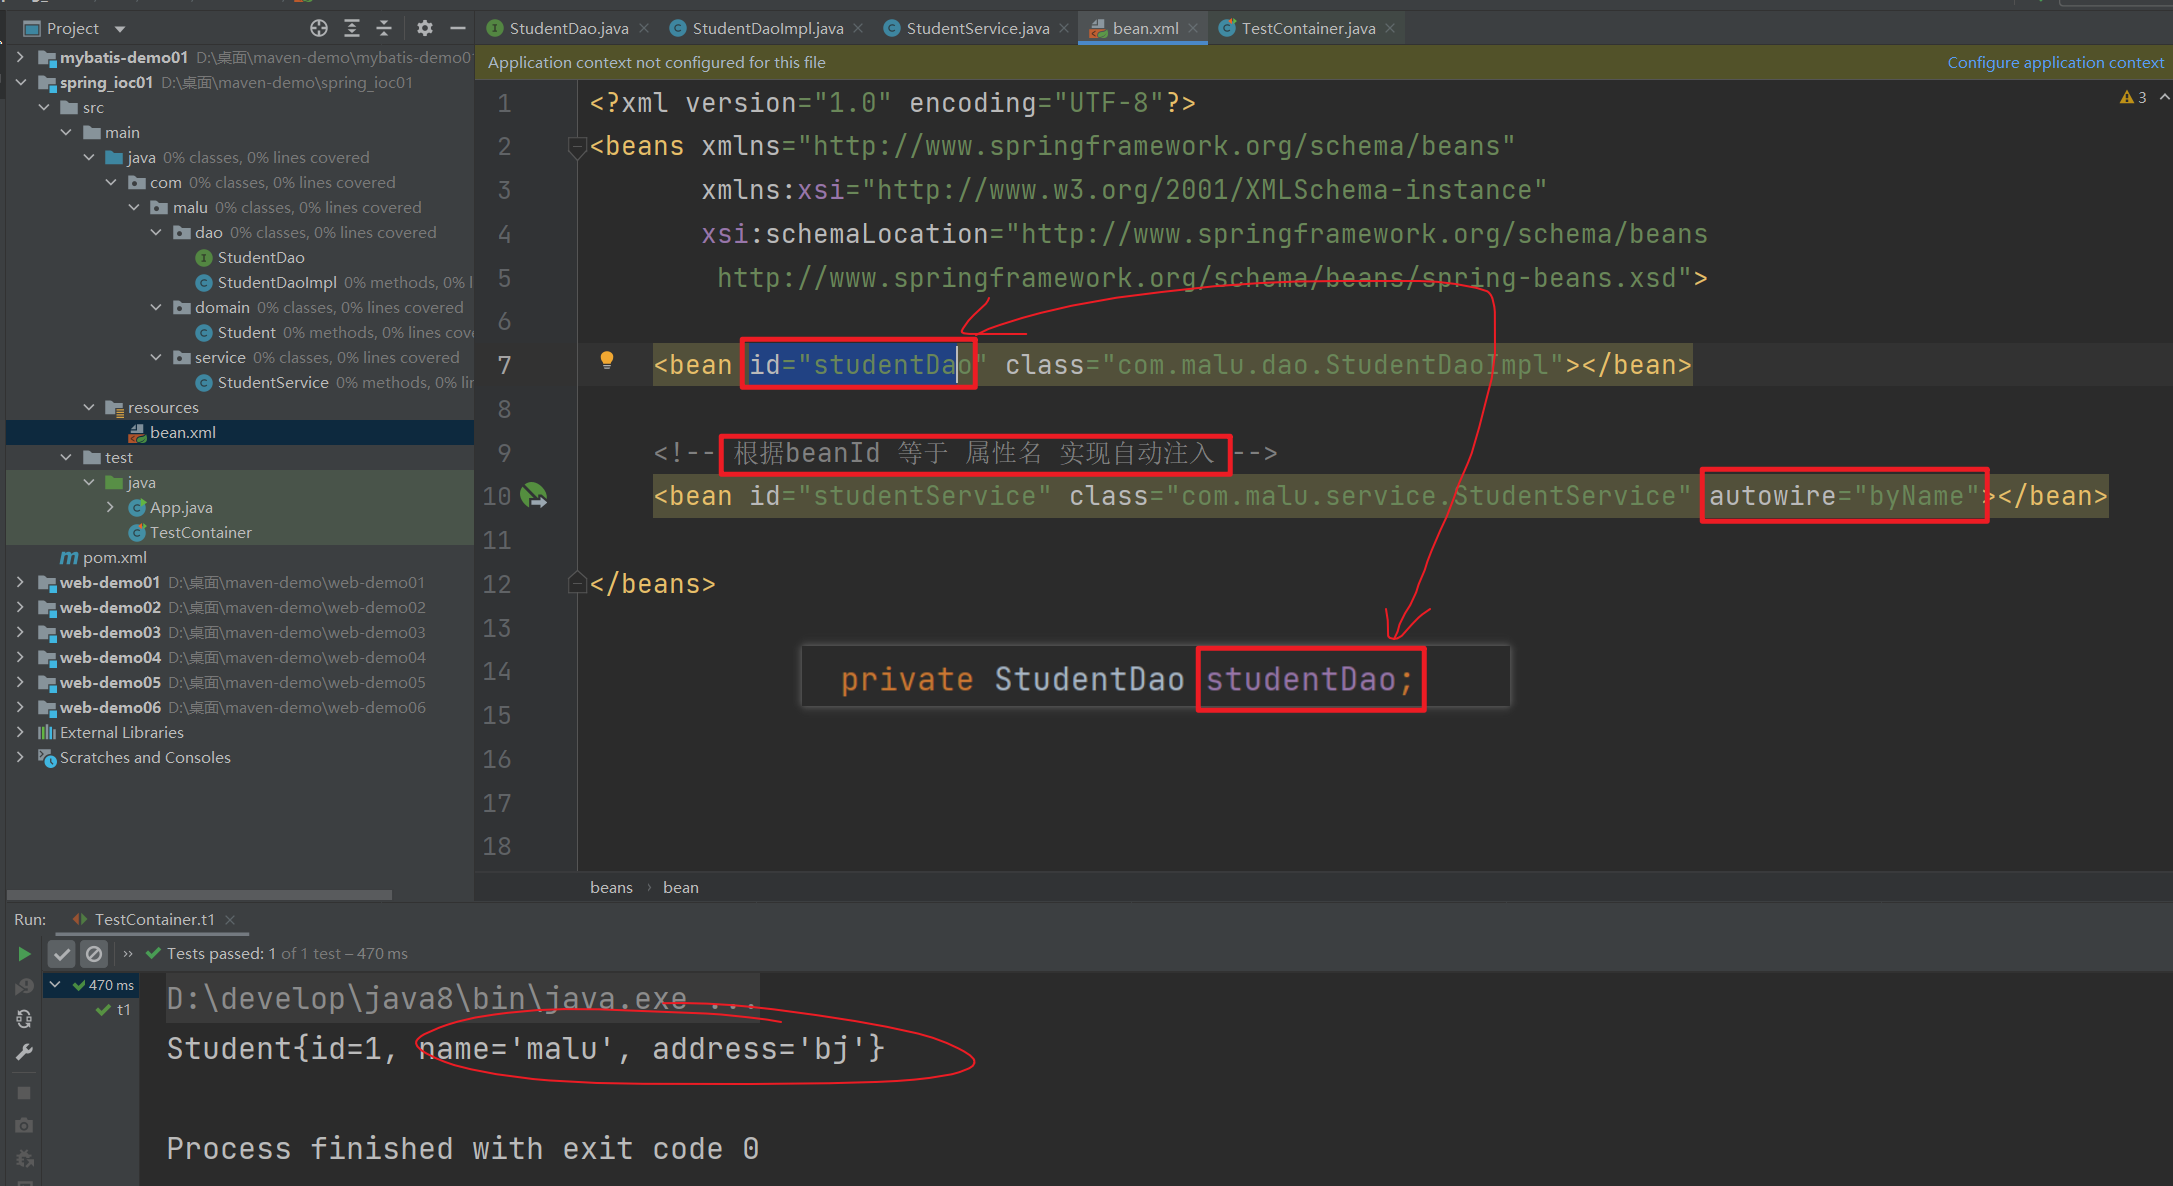 Project
StudentDao.java
StudentDaoImpl.java
StudentService.java
bean.xml
TestContainer.java
mybatis-demo01 D:\桌面\maven-demo\mybatis-demo01
spring_ioc01 D:\桌面\maven-demo\spring_ioc01
src
main
java 0% classes, 0% lines covered
com 0% classes, 0% lines covered
malu 0% classes, 0% lines covered
dao 0% classes, 0% lines covered
StudentDao
StudentDaoImpl 0% methods, 0% l
domain 0% classes, 0% lines covered
Student 0% methods, 0% lines cove
service 0% classes, 0% lines covered
StudentService 0% methods, 0% lin
resources
bean.xml
test
java
App.java
TestContainer
pom.xml
web-demo01 D:\桌面\maven-demo\web-demo01
web-demo02 D:\桌面\maven-demo\web-demo02
web-demo03 D:\桌面\maven-demo\web-demo03
web-demo04 D:\桌面\maven-demo\web-demo04
web-demo05 D:\桌面\maven-demo\web-demo05
web-demo06 D:\桌面\maven-demo\web-demo06
External Libraries
Scratches and Consoles
Application context not configured for this file
Configure application context
3
1 <?xml version="1.0" encoding="UTF-8"?>
2 <beans xmlns="http://www.springframework.org/schema/beans"
3 xmlns:xsi="http://www.w3.org/2001/XMLSchema-instance"
4 xsi:schemaLocation="http://www.springframework.org/schema/beans
5 http://www.springframework.org/schema/beans/spring-beans.xsd">
6
7 <bean id="studentDao" class="com.malu.dao.StudentDaoImpl"></bean>
8
9 <!-- 根据beanId 等于 属性名 实现自动注入 -->
10 <bean id="studentService" class="com.malu.service.StudentService" autowire="byName"></bean>
11
12 </beans>
13
14
15
16
17
18
private StudentDao studentDao;
beans › bean
Run: TestContainer.t1
Tests passed: 1 of 1 test – 470 ms
470 ms
t1
D:\develop\java8\bin\java.exe ...
Student{id=1, name='malu', address='bj'}
Process finished with exit code 0